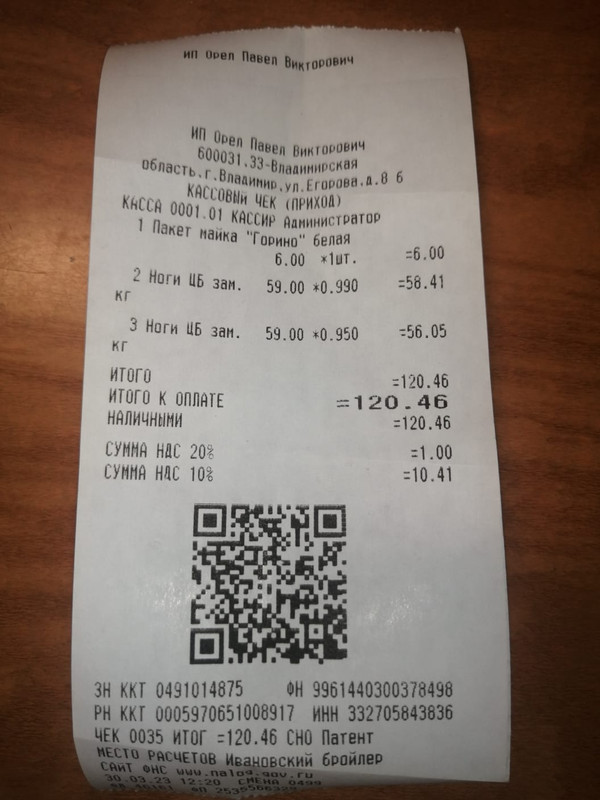 ИП Орел Павел Викторович
ИП Орел Павел Викторович
600031,33-Владимирская
область,г.Владимир,ул.Егорова,д.8 б
КАССОВЫЙ ЧЕК (ПРИХОД)
КАССА 0001.01 КАССИР Администратор
1 Пакет майка "Горино" белая
6.00 *1шт. =6.00
2 Ноги ЦБ зам. 59.00 *0.990 =58.41
кг
3 Ноги ЦБ зам. 59.00 *0.950 =56.05
кг
ИТОГО =120.46
ИТОГО К ОПЛАТЕ =120.46
НАЛИЧНЫМИ =120.46
СУММА НДС 20% =1.00
СУММА НДС 10% =10.41
ЗН ККТ 0491014875 ФН 9961440300378498
РН ККТ 0005970651008917 ИНН 332705843836
ЧЕК 0035 ИТОГ =120.46 СНО Патент
МЕСТО РАСЧЕТОВ Ивановский бройлер
САЙТ ФНС www.nalog.gov.ru
30.03.23 12:20 СМЕНА 0499